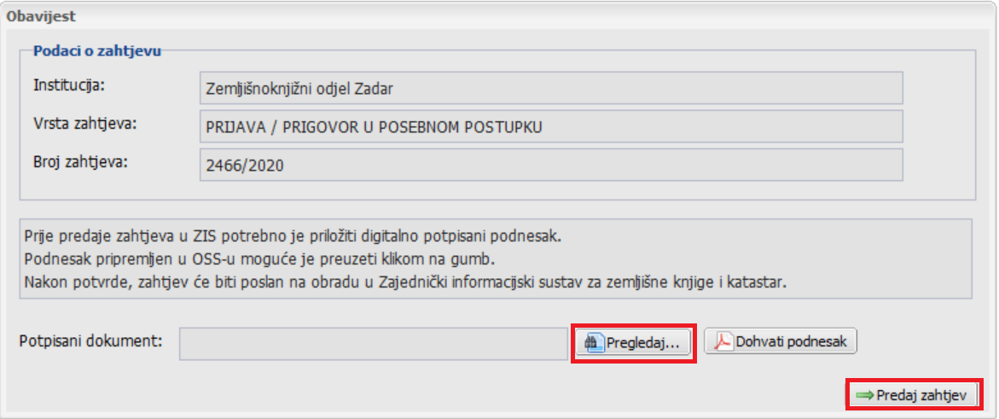 Obavijest
Podaci o zahtjevu
Institucija: Zemljišnoknjižni odjel Zadar
Vrsta zahtjeva: PRIJAVA / PRIGOVOR U POSEBNOM POSTUPKU
Broj zahtjeva: 2466/2020
Prije predaje zahtjeva u ZIS potrebno je priložiti digitalno potpisani podnesak.
Podnesak pripremljen u OSS-u moguće je preuzeti klikom na gumb.
Nakon potvrde, zahtjev će biti poslan na obradu u Zajednički informacijski sustav za zemljišne knjige i katastar.
Potpisani dokument: Pregledaj... Dohvati podnesak
Predaj zahtjev